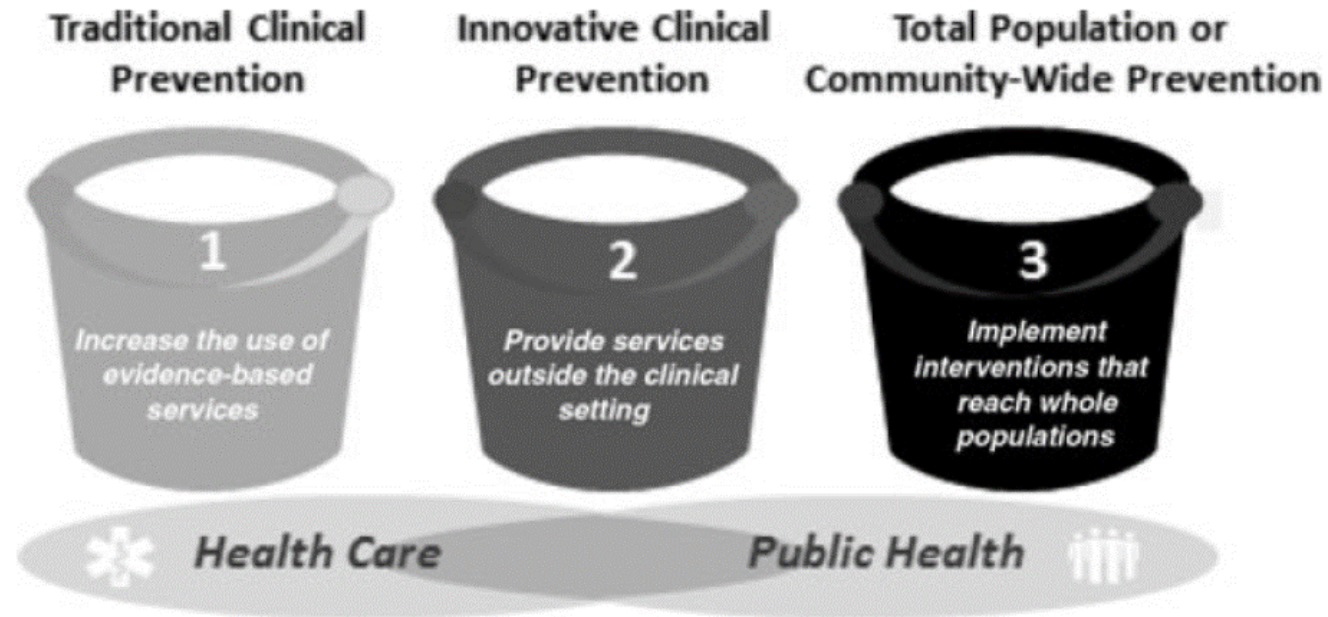 Traditional Clinical
Prevention
Innovative Clinical
Prevention
Total Population or
Community-Wide Prevention
1
Increase the use of
evidence-based
services
2
Provide services
outside the clinical
setting
3
Implement
interventions that
reach whole
populations
Health Care
Public Health